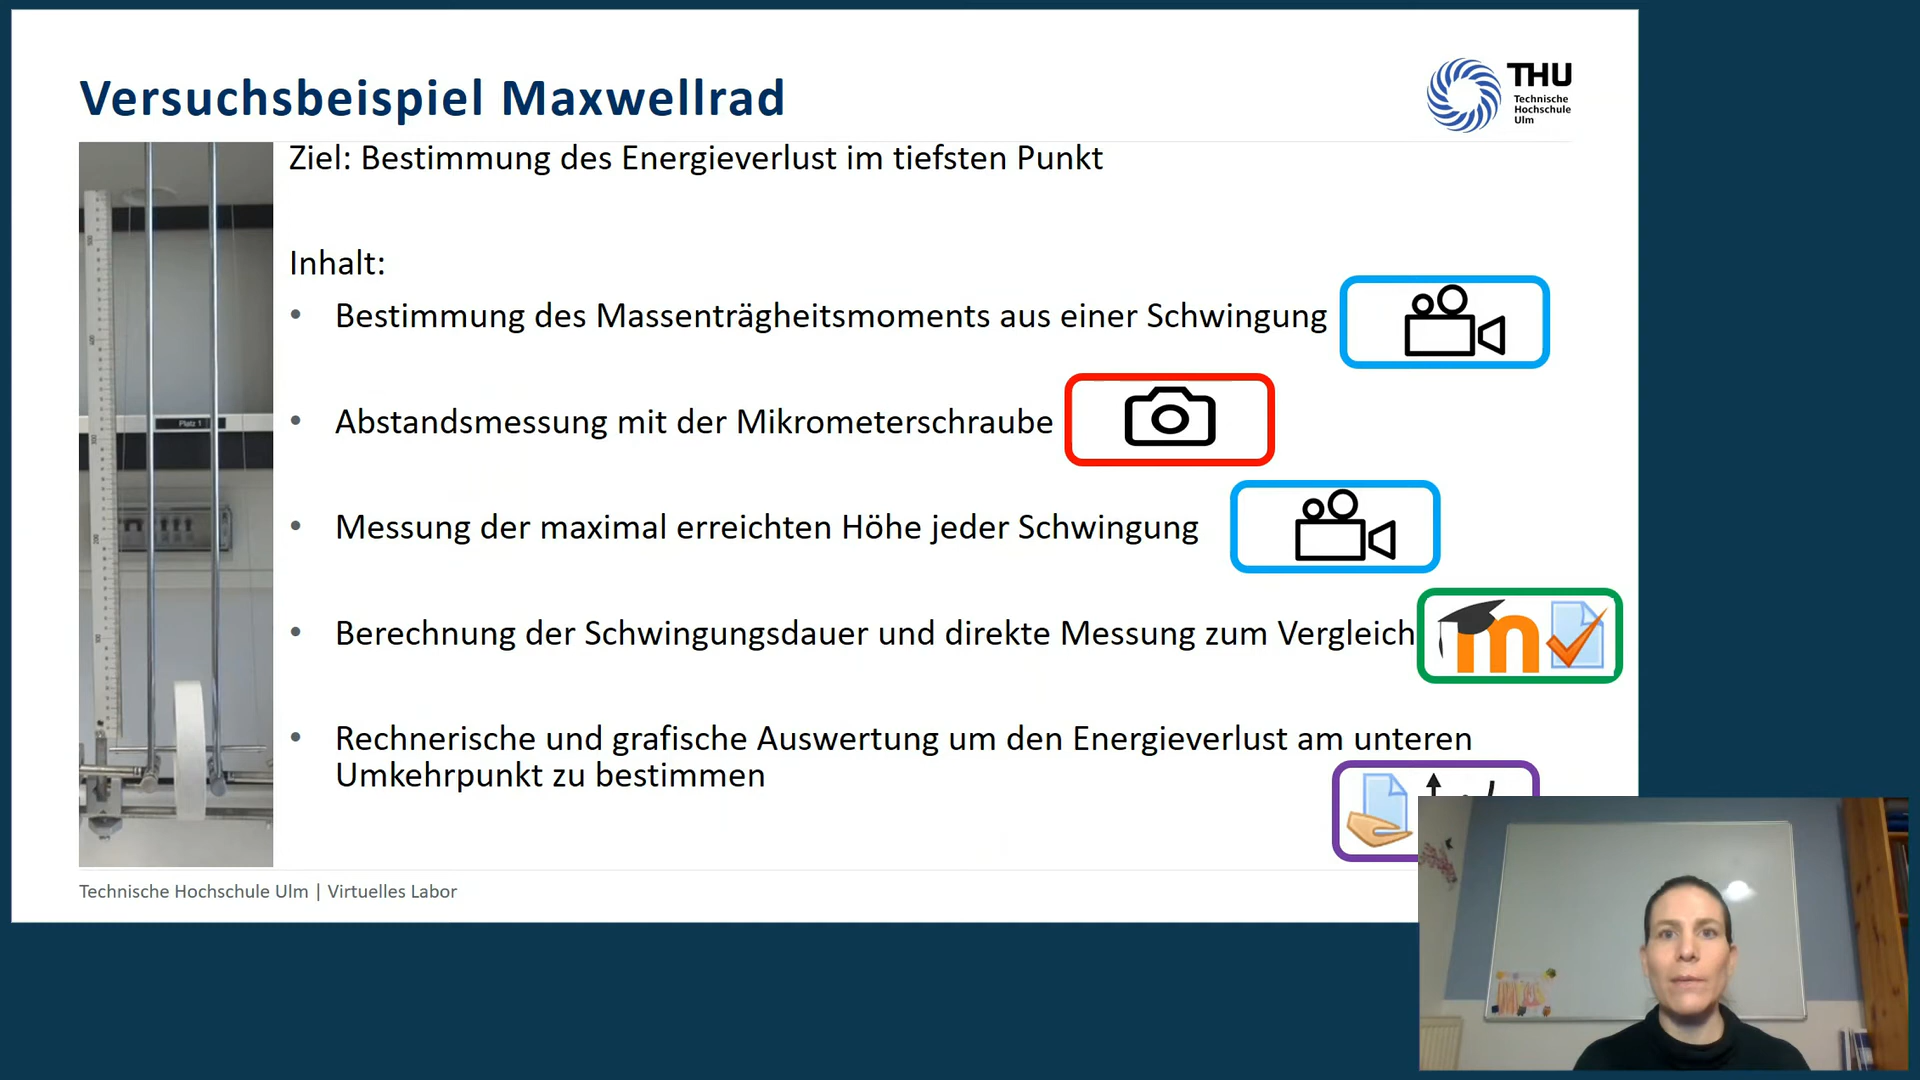 Versuchsbeispiel Maxwellrad
THU
Technische
Hochschule
Ulm
Ziel: Bestimmung des Energieverlust im tiefsten Punkt
Inhalt:
• Bestimmung des Massenträgheitsmoments aus einer Schwingung
• Abstandsmessung mit der Mikrometerschraube
Platz 1
• Messung der maximal erreichten Höhe jeder Schwingung
• Berechnung der Schwingungsdauer und direkte Messung zum Vergleich
m
• Rechnerische und grafische Auswertung um den Energieverlust am unteren
Umkehrpunkt zu bestimmen
Technische Hochschule Ulm | Virtuelles Labor